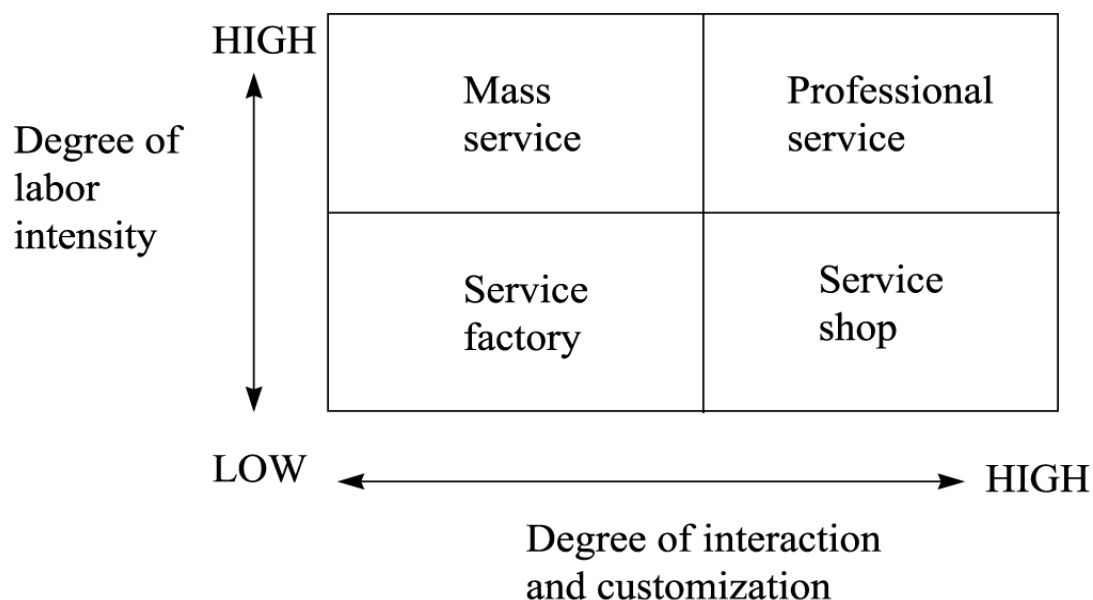 HIGH
Degree of
labor
intensity
Mass
service
Professional
service
Service
factory
Service
shop
LOW
HIGH
Degree of interaction
and customization